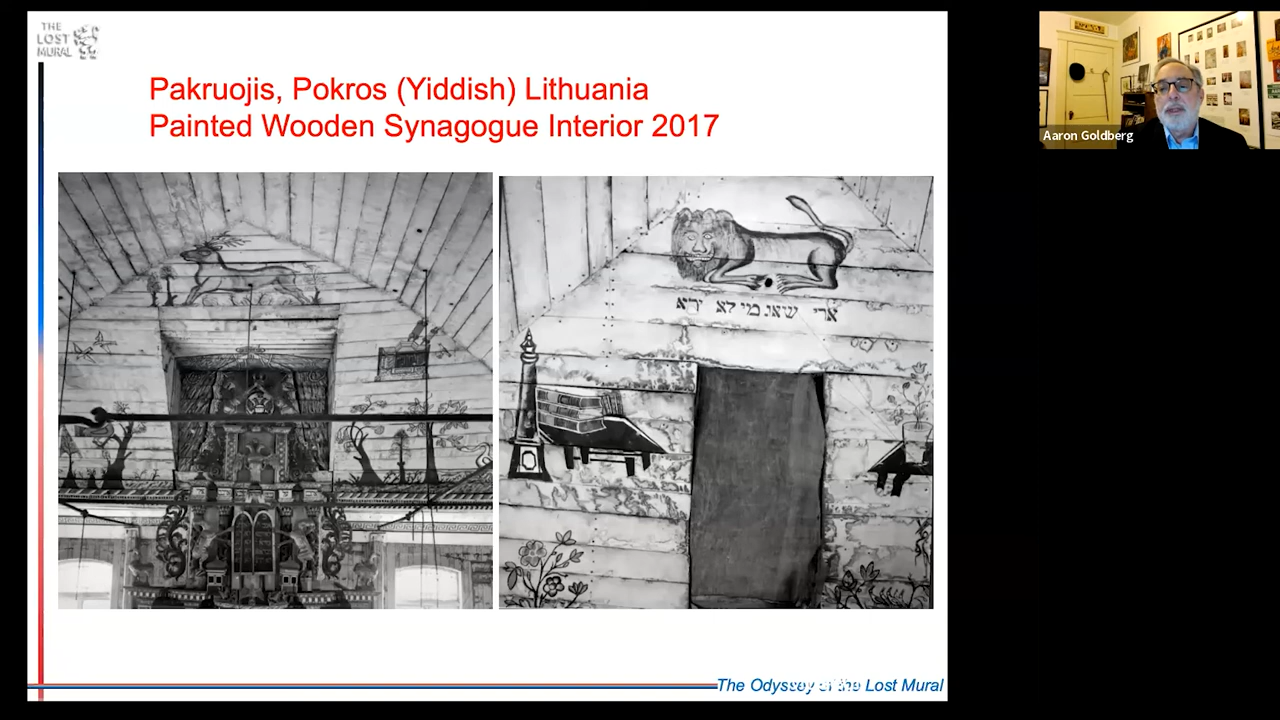 THE
LOST
MURAL
Pakruojis, Pokros (Yiddish) Lithuania
Painted Wooden Synagogue Interior 2017
ארי שאג מי לא ירא
The Odyssey of the Lost Mural
Aaron Goldberg